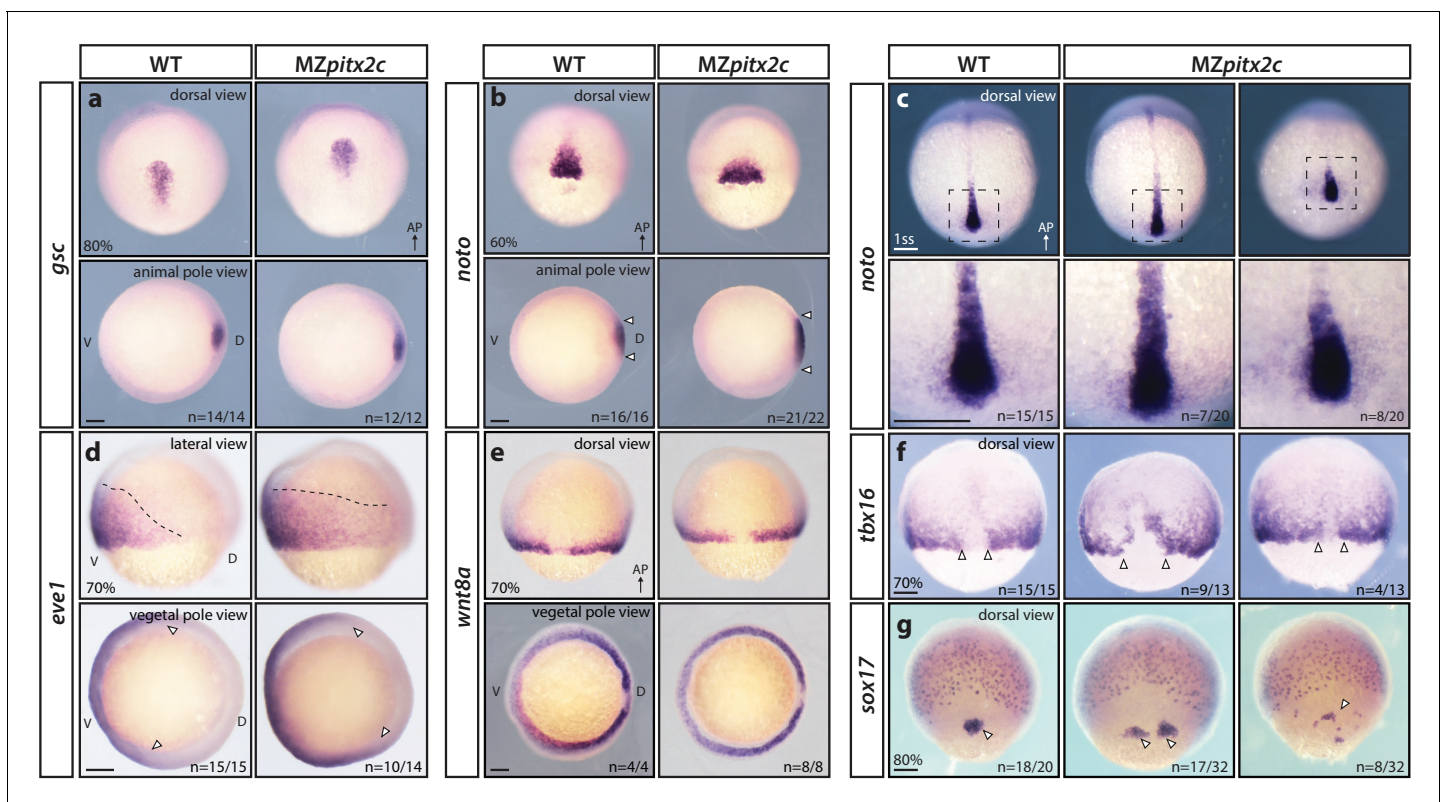 WT
MZpitx2c
WT
MZpitx2c
WT
MZpitx2c
gsc
a
dorsal view
80%
AP
animal pole view
V
D
n=14/14
n=12/12
noto
b
dorsal view
60%
AP
AP
animal pole view
V
D
n=16/16
n=21/22
noto
c
dorsal view
1ss
AP
n=15/15
n=7/20
n=8/20
eve1
d
lateral view
V
D
70%
vegetal pole view
V
D
n=15/15
n=10/14
wnt8a
e
dorsal view
70%
AP
vegetal pole view
V
D
n=4/4
n=8/8
tbx16
f
dorsal view
70%
n=15/15
n=9/13
n=4/13
sox17
g
dorsal view
80%
n=18/20
n=17/32
n=8/32